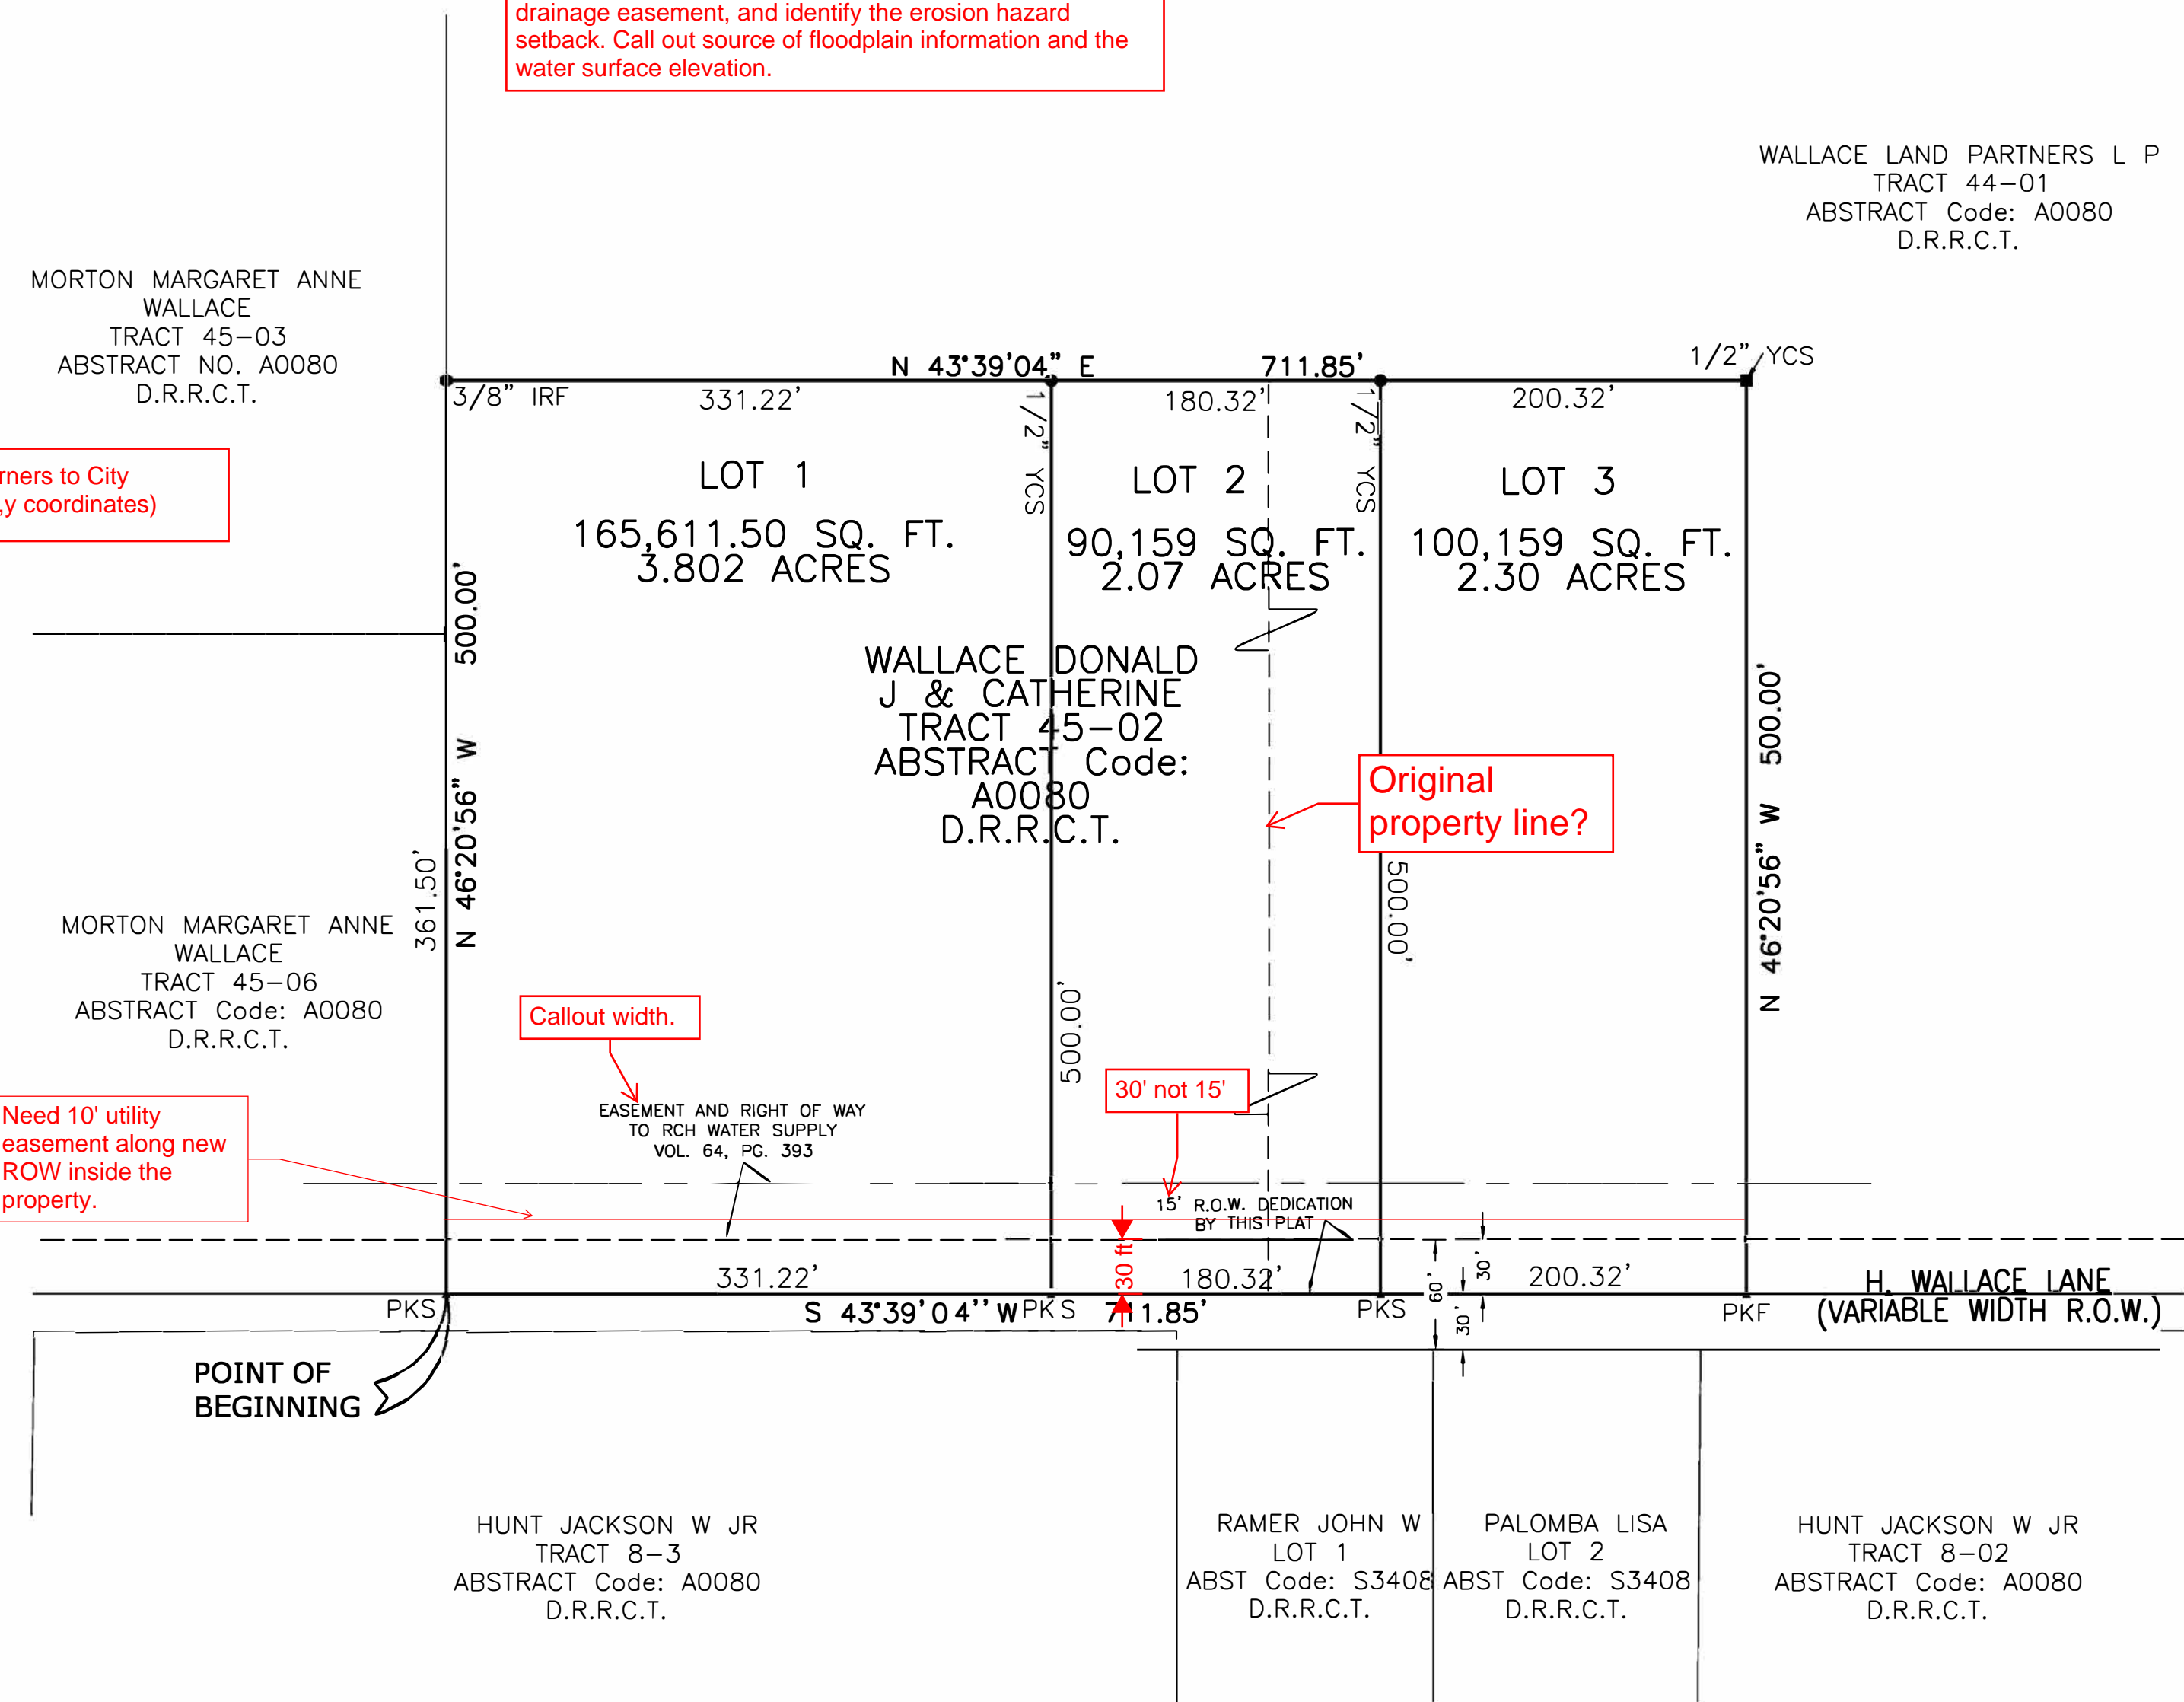 drainage easement, and identify the erosion hazard
setback. Call out source of floodplain information and the
water surface elevation.
WALLACE LAND PARTNERS L P
TRACT 44-01
ABSTRACT Code: A0080
D.R.R.C.T.
MORTON MARGARET ANNE
WALLACE
TRACT 45-03
ABSTRACT NO. A0080
D.R.R.C.T.
N 43°39'04" E 711.85'
1/2" YCS
3/8" IRF
331.22'
1/2" YCS
180.32'
1/2" YCS
200.32'
rners to City
,y coordinates)
LOT 1
165,611.50 SQ. FT.
3.802 ACRES
LOT 2
90,159 SQ. FT.
2.07 ACRES
LOT 3
100,159 SQ. FT.
2.30 ACRES
N 46°20'56" W 500.00'
361.50'
WALLACE DONALD
J & CATHERINE
TRACT 45-02
ABSTRACT Code:
A0080
D.R.R.C.T.
Original
property line?
500.00'
N 46°20'56" W 500.00'
MORTON MARGARET ANNE
WALLACE
TRACT 45-06
ABSTRACT Code: A0080
D.R.R.C.T.
Callout width.
500.00'
30' not 15'
Need 10' utility
easement along new
ROW inside the
property.
EASEMENT AND RIGHT OF WAY
TO RCH WATER SUPPLY
VOL. 64, PG. 393
15' R.O.W. DEDICATION
BY THIS PLAT
30 ft
331.22'
180.32'
200.32'
60'
30'
30'
H. WALLACE LANE
(VARIABLE WIDTH R.O.W.)
PKS
S 43°39'04'' W 711.85'
PKS
PKS
PKF
POINT OF
BEGINNING
HUNT JACKSON W JR
TRACT 8-3
ABSTRACT Code: A0080
D.R.R.C.T.
RAMER JOHN W
LOT 1
ABST Code: S3408
D.R.R.C.T.
PALOMBA LISA
LOT 2
ABST Code: S3408
D.R.R.C.T.
HUNT JACKSON W JR
TRACT 8-02
ABSTRACT Code: A0080
D.R.R.C.T.